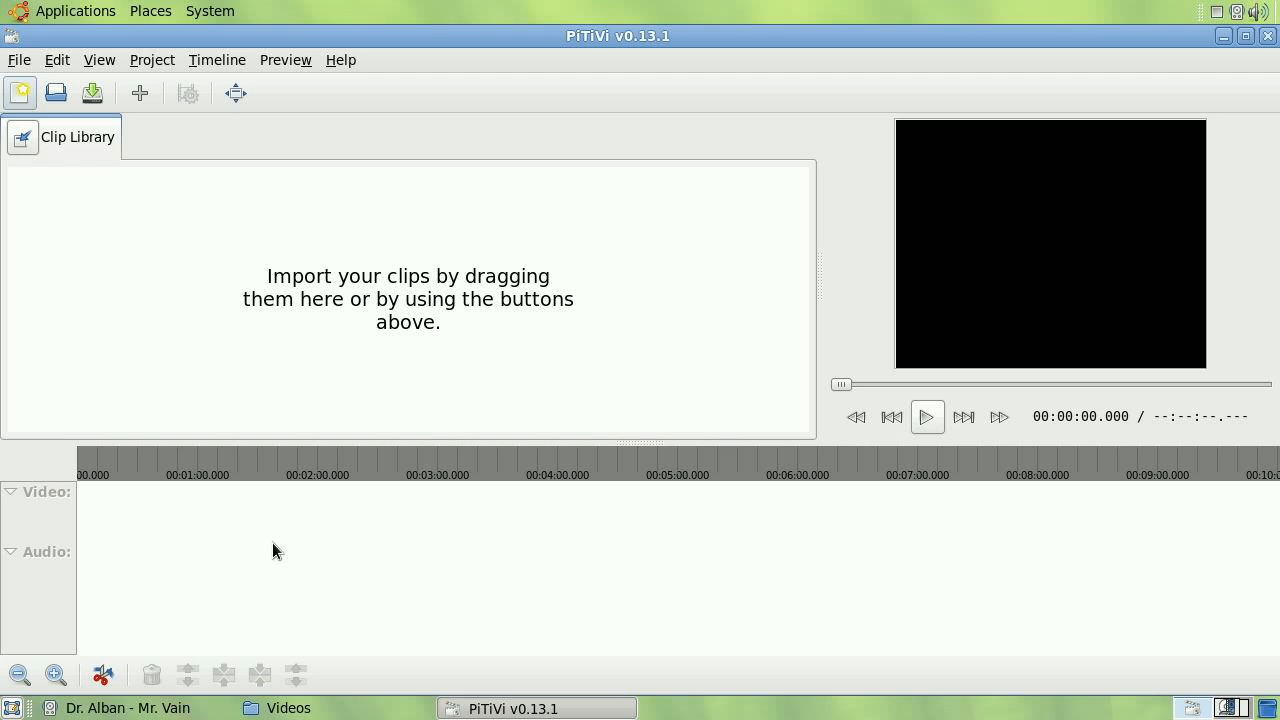 Applications Places System
PiTiVi v0.13.1
File Edit View Project Timeline Preview Help
Clip Library
Import your clips by dragging
them here or by using the buttons
above.
00:00:00.000 / --:--:--.---
00.000 00:01:00.000 00:02:00.000 00:03:00.000 00:04:00.000 00:05:00.000 00:06:00.000 00:07:00.000 00:08:00.000 00:09:00.000 00:10:0
Video:
Audio:
Dr. Alban - Mr. Vain Videos PiTiVi v0.13.1